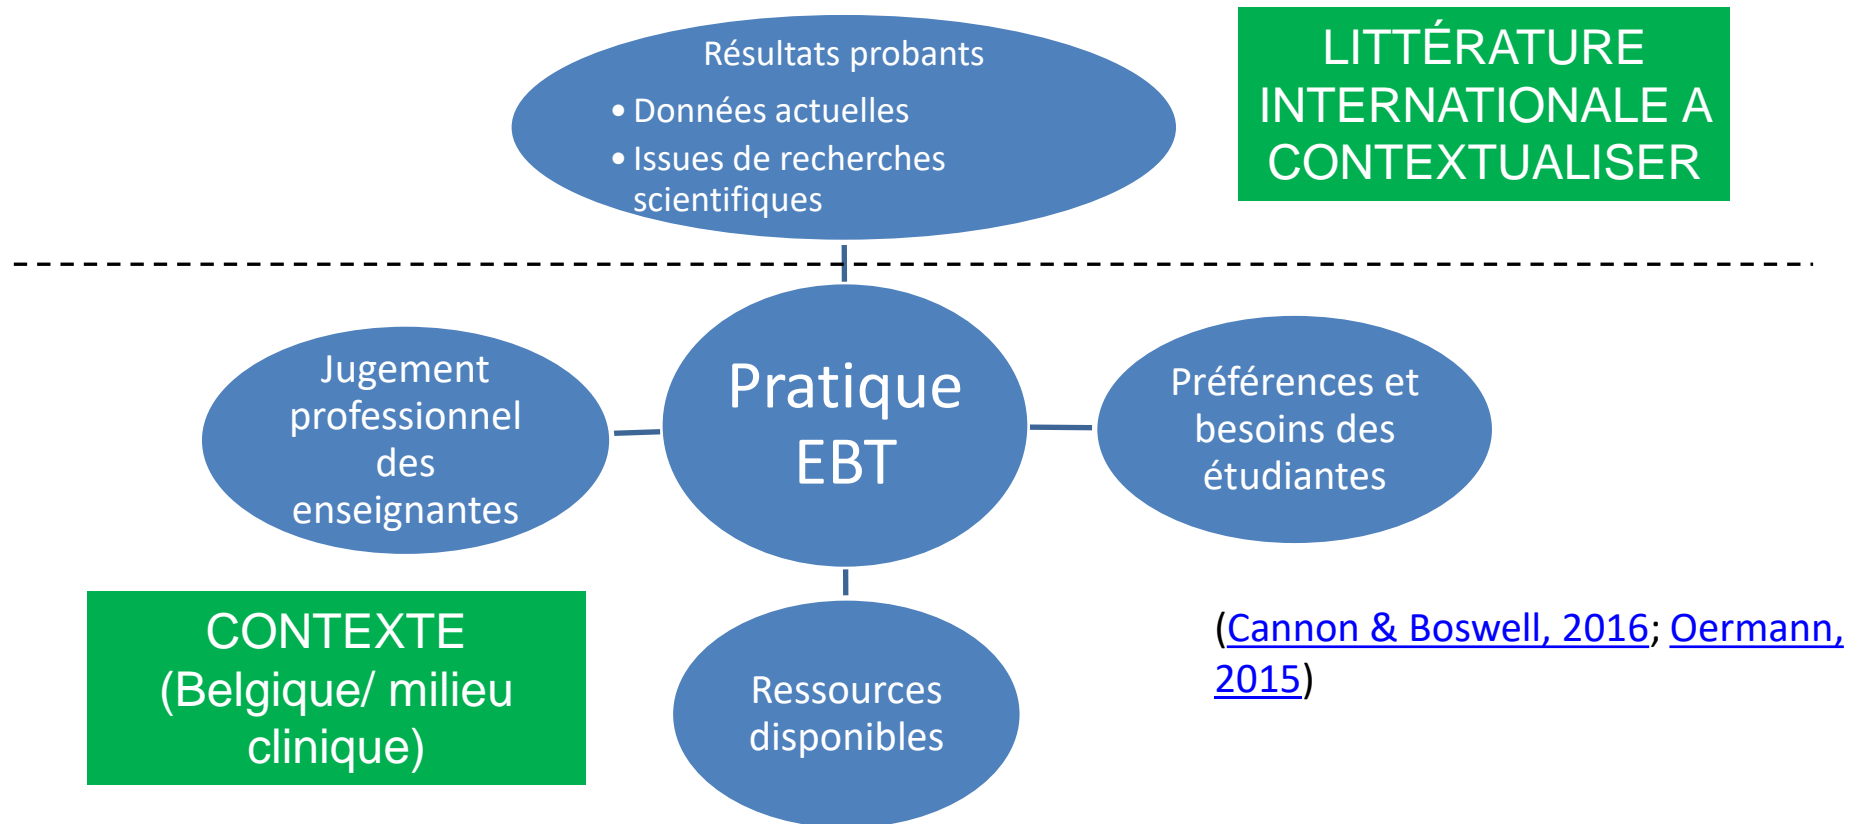 Résultats probants
• Données actuelles
• Issues de recherches
scientifiques
LITTÉRATURE
INTERNATIONALE A
CONTEXTUALISER
Jugement
professionnel
des
enseignantes
Pratique
EBT
Préférences et
besoins des
étudiantes
CONTEXTE
(Belgique/ milieu
clinique)
Ressources
disponibles
(Cannon & Boswell, 2016; Oermann,
2015)